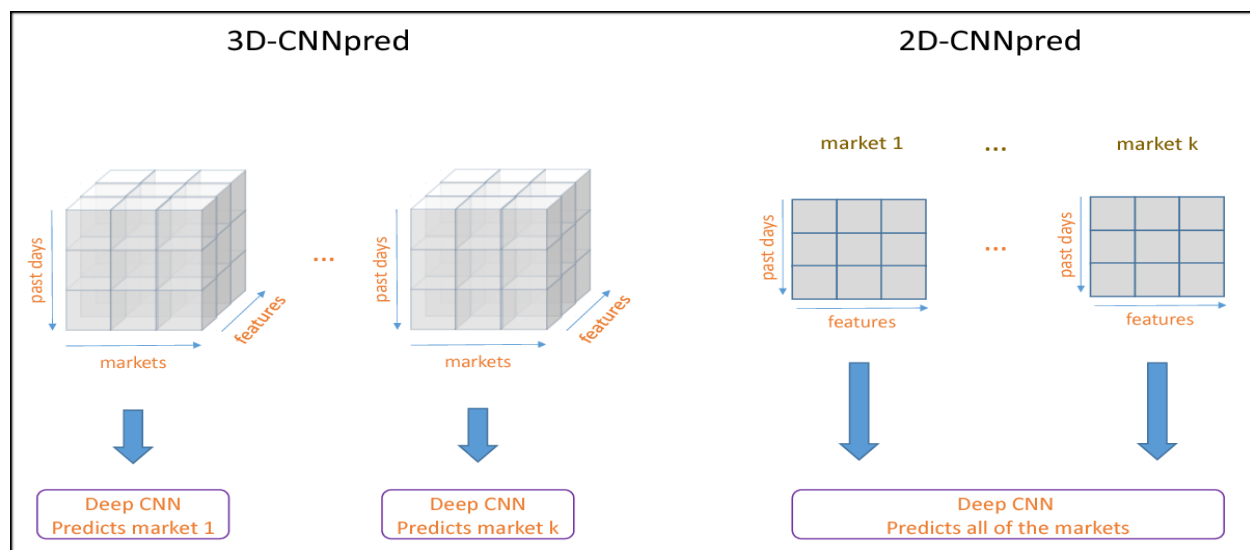 3D-CNNpred
past days
markets
features
...
past days
markets
features
Deep CNN
Predicts market 1
Deep CNN
Predicts market k
2D-CNNpred
market 1
...
market k
past days
features
...
past days
features
Deep CNN
Predicts all of the markets